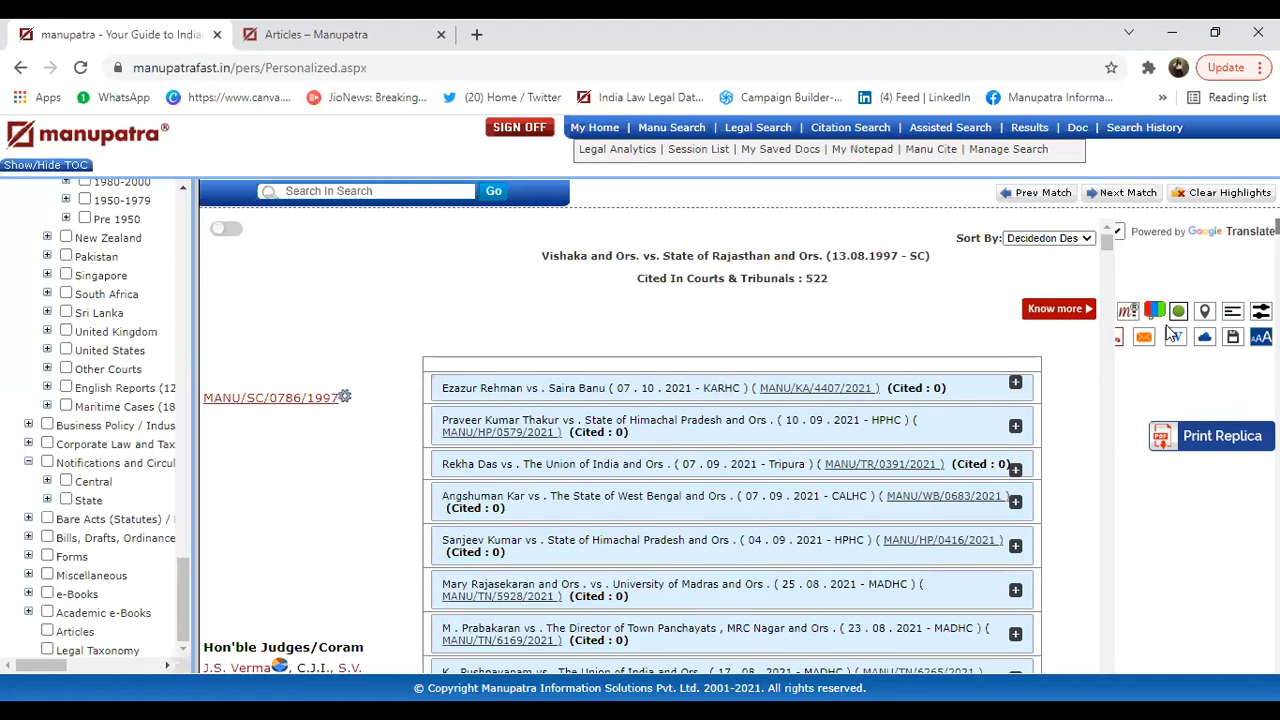 manupatra - Your Guide to India
Articles – Manupatra
manupatrafast.in/pers/Personalized.aspx
Update
Apps
WhatsApp
https://www.canva....
JioNews: Breaking...
(20) Home / Twitter
India Law Legal Dat...
Campaign Builder-...
(4) Feed | LinkedIn
Manupatra Informa...
»
Reading list
manupatra®
SIGN OFF
My Home | Manu Search | Legal Search | Citation Search | Assisted Search | Results | Doc | Search History
Legal Analytics | Session List | My Saved Docs | My Notepad | Manu Cite | Manage Search
Show/Hide TOC
1980-2000
1950-1979
Pre 1950
New Zealand
Pakistan
Singapore
South Africa
Sri Lanka
United Kingdom
United States
Other Courts
English Reports (12
Maritime Cases (18
Business Policy / Indus
Corporate Law and Tax
Notifications and Circul
Central
State
Bare Acts (Statutes) /
Bills, Drafts, Ordinance
Forms
Miscellaneous
e-Books
Academic e-Books
Articles
Legal Taxonomy
Search In Search
Go
Prev Match
Next Match
Clear Highlights
Sort By: Decidedon Des
Powered by Google Translate
Vishaka and Ors. vs. State of Rajasthan and Ors. (13.08.1997 - SC)
Cited In Courts & Tribunals : 522
Know more
MANU/SC/0786/1997
Ezazur Rehman vs . Saira Banu ( 07 . 10 . 2021 - KARHC ) ( MANU/KA/4407/2021 ) (Cited : 0)
Praveer Kumar Thakur vs . State of Himachal Pradesh and Ors . ( 10 . 09 . 2021 - HPHC ) (
MANU/HP/0579/2021 ) (Cited : 0)
Rekha Das vs . The Union of India and Ors . ( 07 . 09 . 2021 - Tripura ) ( MANU/TR/0391/2021 ) (Cited : 0)
Angshuman Kar vs . The State of West Bengal and Ors . ( 07 . 09 . 2021 - CALHC ) ( MANU/WB/0683/2021 )
(Cited : 0)
Sanjeev Kumar vs . State of Himachal Pradesh and Ors . ( 04 . 09 . 2021 - HPHC ) ( MANU/HP/0416/2021 )
(Cited : 0)
Mary Rajasekaran and Ors . vs . University of Madras and Ors . ( 25 . 08 . 2021 - MADHC ) (
MANU/TN/5928/2021 ) (Cited : 0)
M . Prabakaran vs . The Director of Town Panchayats , MRC Nagar and Ors . ( 23 . 08 . 2021 - MADHC ) (
MANU/TN/6169/2021 ) (Cited : 0)
K . Pushpavanam vs . The Union of India and Ors . ( 17 . 08 . 2021 - MADHC ) ( MANU/TN/6265/2021 )
Hon'ble Judges/Coram
J.S. Verma, C.J.I., S.V.
Print Replica
© Copyright Manupatra Information Solutions Pvt. Ltd. 2001-2021. All rights reserved.